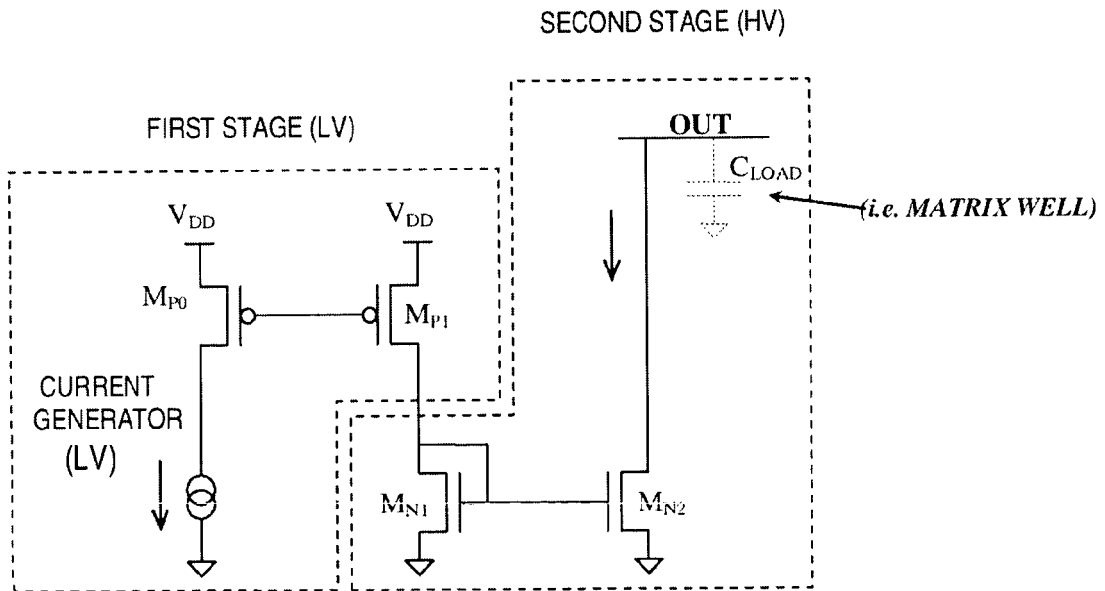 SECOND STAGE (HV)
FIRST STAGE (LV)
OUT
C_LOAD
(i.e. MATRIX WELL)
V_DD
V_DD
M_P0
M_P1
CURRENT
GENERATOR
(LV)
M_N1
M_N2